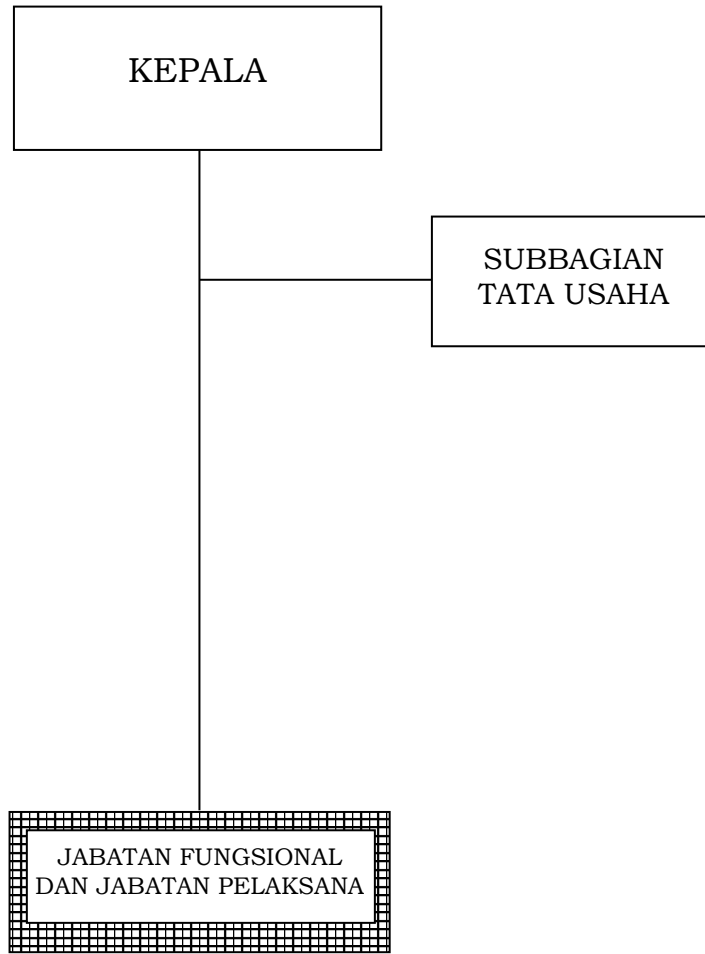 KEPALA
SUBBAGIAN
TATA USAHA
JABATAN FUNGSIONAL
DAN JABATAN PELAKSANA